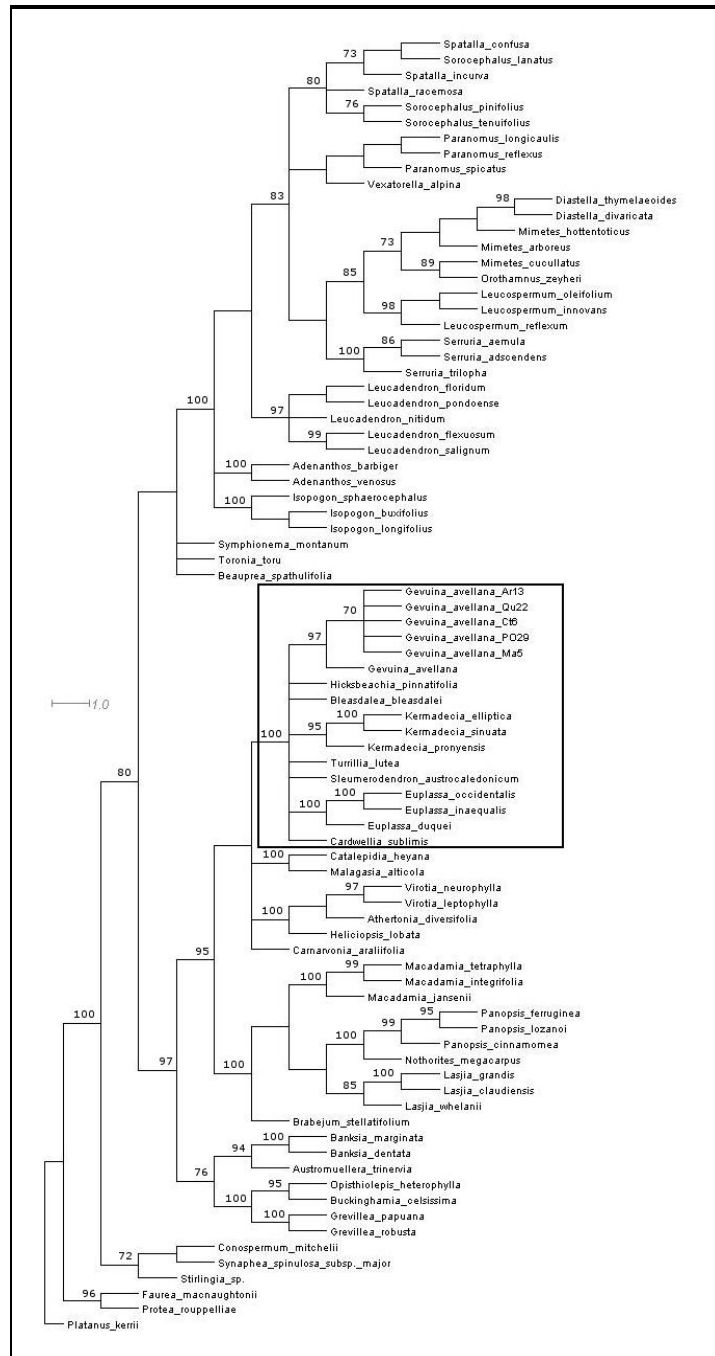 Spatalla_confusa
73
Sorocephalus_lanatus
Spatalla_incurva
80
Spatalla_racemosa
76
Sorocephalus_pinifolius
Sorocephalus_tenuifolius
Paranomus_longicaulis
Paranomus_reflexus
Paranomus_spicatus
83
Vexatorella_alpina
98
Diastella_thymelaeoides
Diastella_divaricata
Mimetes_hottentoticus
73
Mimetes_arboreus
89
Mimetes_cucullatus
85
Orothamnus_zeyheri
Leucospermum_oleifolium
98
Leucospermum_innovans
Leucospermum_reflexum
86
Serruria_aemula
100
Serruria_adscendens
Serruria_trilopha
Leucadendron_floridum
100
Leucadendron_pondoense
97
Leucadendron_nitidum
99
Leucadendron_flexuosum
Leucadendron_salignum
100
Adenanthos_barbiger
Adenanthos_venosus
100
Isopogon_sphaerocephalus
Isopogon_buxifolius
Isopogon_longifolius
Symphionema_montanum
Toronia_toru
Beauprea_spathulifolia
Gevuina_avellana_Ar13
70
Gevuina_avellana_Qu22
Gevuina_avellana_Ct6
97
Gevuina_avellana_PO29
Gevuina_avellana_Ma5
Gevuina_avellana
Hicksbeachia_pinnatifolia
1.0
Bleasdalea_bleasdalei
100
Kermadecia_elliptica
95
Kermadecia_sinuata
100
Kermadecia_pronyensis
Turrillia_lutea
80
Sleumerodendron_austrocaledonicum
100
Euplassa_occidentalis
100
Euplassa_inaequalis
Euplassa_duquei
Cardwellia_sublimis
100
Catalepidia_heyana
Malagasia_alticola
97
Virotia_neurophylla
Virotia_leptophylla
100
Athertonia_diversifolia
Heliciopsis_lobata
95
Carnarvonia_araliifolia
99
Macadamia_tetraphylla
100
Macadamia_integrifolia
Macadamia_jansenii
95
Panopsis_ferruginea
99
Panopsis_lozanoi
100
100
Panopsis_cinnamomea
Nothorites_megacarpus
97
100
100
Lasjia_grandis
85
Lasjia_claudiensis
Lasjia_whelanii
Brabejum_stellatifolium
100
Banksia_marginata
94
Banksia_dentata
Austromuellera_trinervia
76
95
Opisthiolepis_heterophylla
100
Buckinghamia_celsissima
100
Grevillea_papuana
Grevillea_robusta
72
Conospermum_mitchelii
Synaphea_spinulosa_subsp._major
Stirlingia_sp.
96
Faurea_macnaughtonii
Protea_rouppelliae
Platanus_kerrii